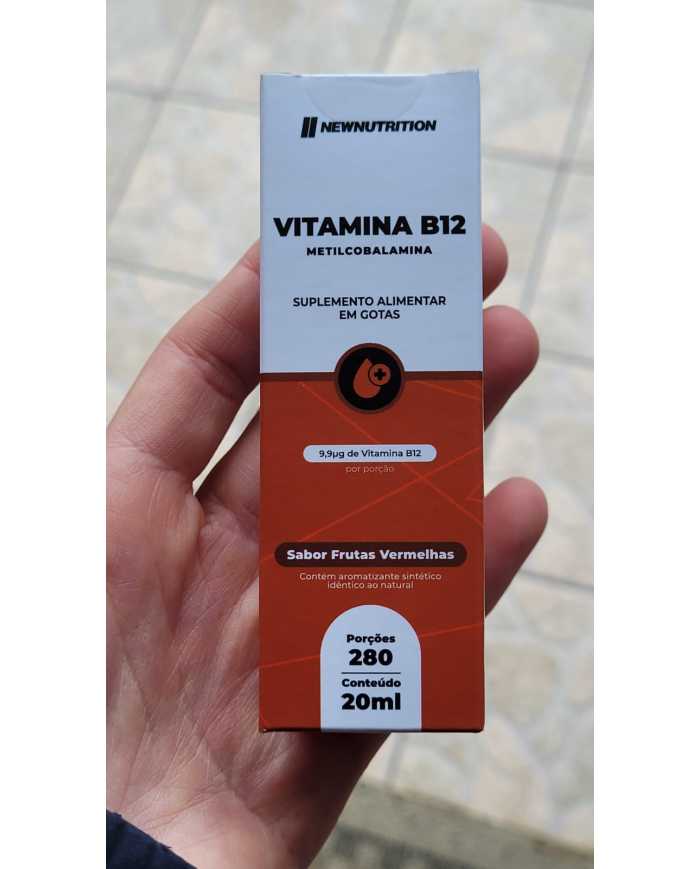 NEWNUTRITION
VITAMINA B12
METILCOBALAMINA
SUPLEMENTO ALIMENTAR
EM GOTAS
9,9µg de Vitamina B12
por porção
Sabor Frutas Vermelhas
Contém aromatizante sintético
idêntico ao natural
Porções
280
Conteúdo
20ml